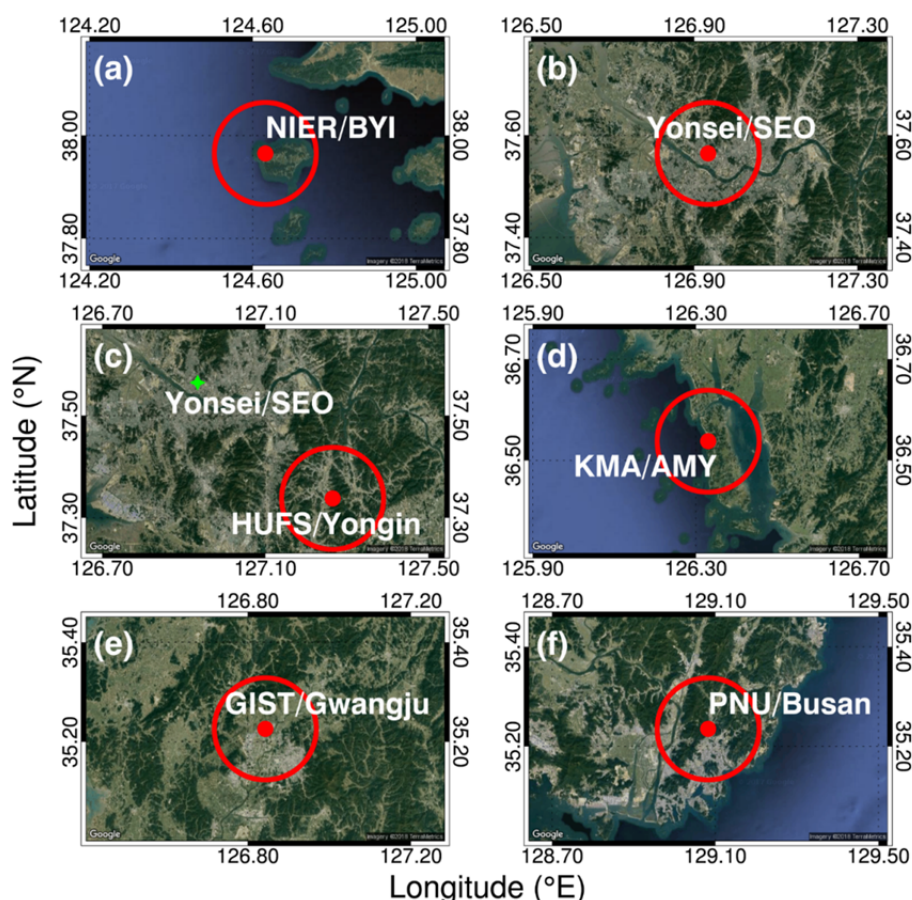 124.20 124.60 125.00
126.50 126.90 127.30
(a)
NIER/BYI
38.00
37.80
38.00
37.80
Google
Imagery ©2018 TerraMetrics
124.20 124.60 125.00
(b)
Yonsei/SEO
37.60
37.40
37.60
37.40
Google
Imagery ©2018 TerraMetrics
126.50 126.90 127.30
126.70 127.10 127.50
125.90 126.30 126.70
(c)
Yonsei/SEO
HUFS/Yongin
37.50
37.30
37.50
37.30
Google
Imagery ©2018 TerraMetrics
126.70 127.10 127.50
(d)
KMA/AMY
36.70
36.50
36.70
36.50
Google
Imagery ©2018 TerraMetrics
125.90 126.30 126.70
126.80 127.20
128.70 129.10 129.50
(e)
GIST/Gwangju
35.40
35.20
35.40
35.20
Google
Imagery ©2018 TerraMetrics
126.80 127.20
(f)
PNU/Busan
35.40
35.20
35.40
35.20
Google
Imagery ©2018 TerraMetrics
128.70 129.10 129.50
Latitude (°N)
Longitude (°E)